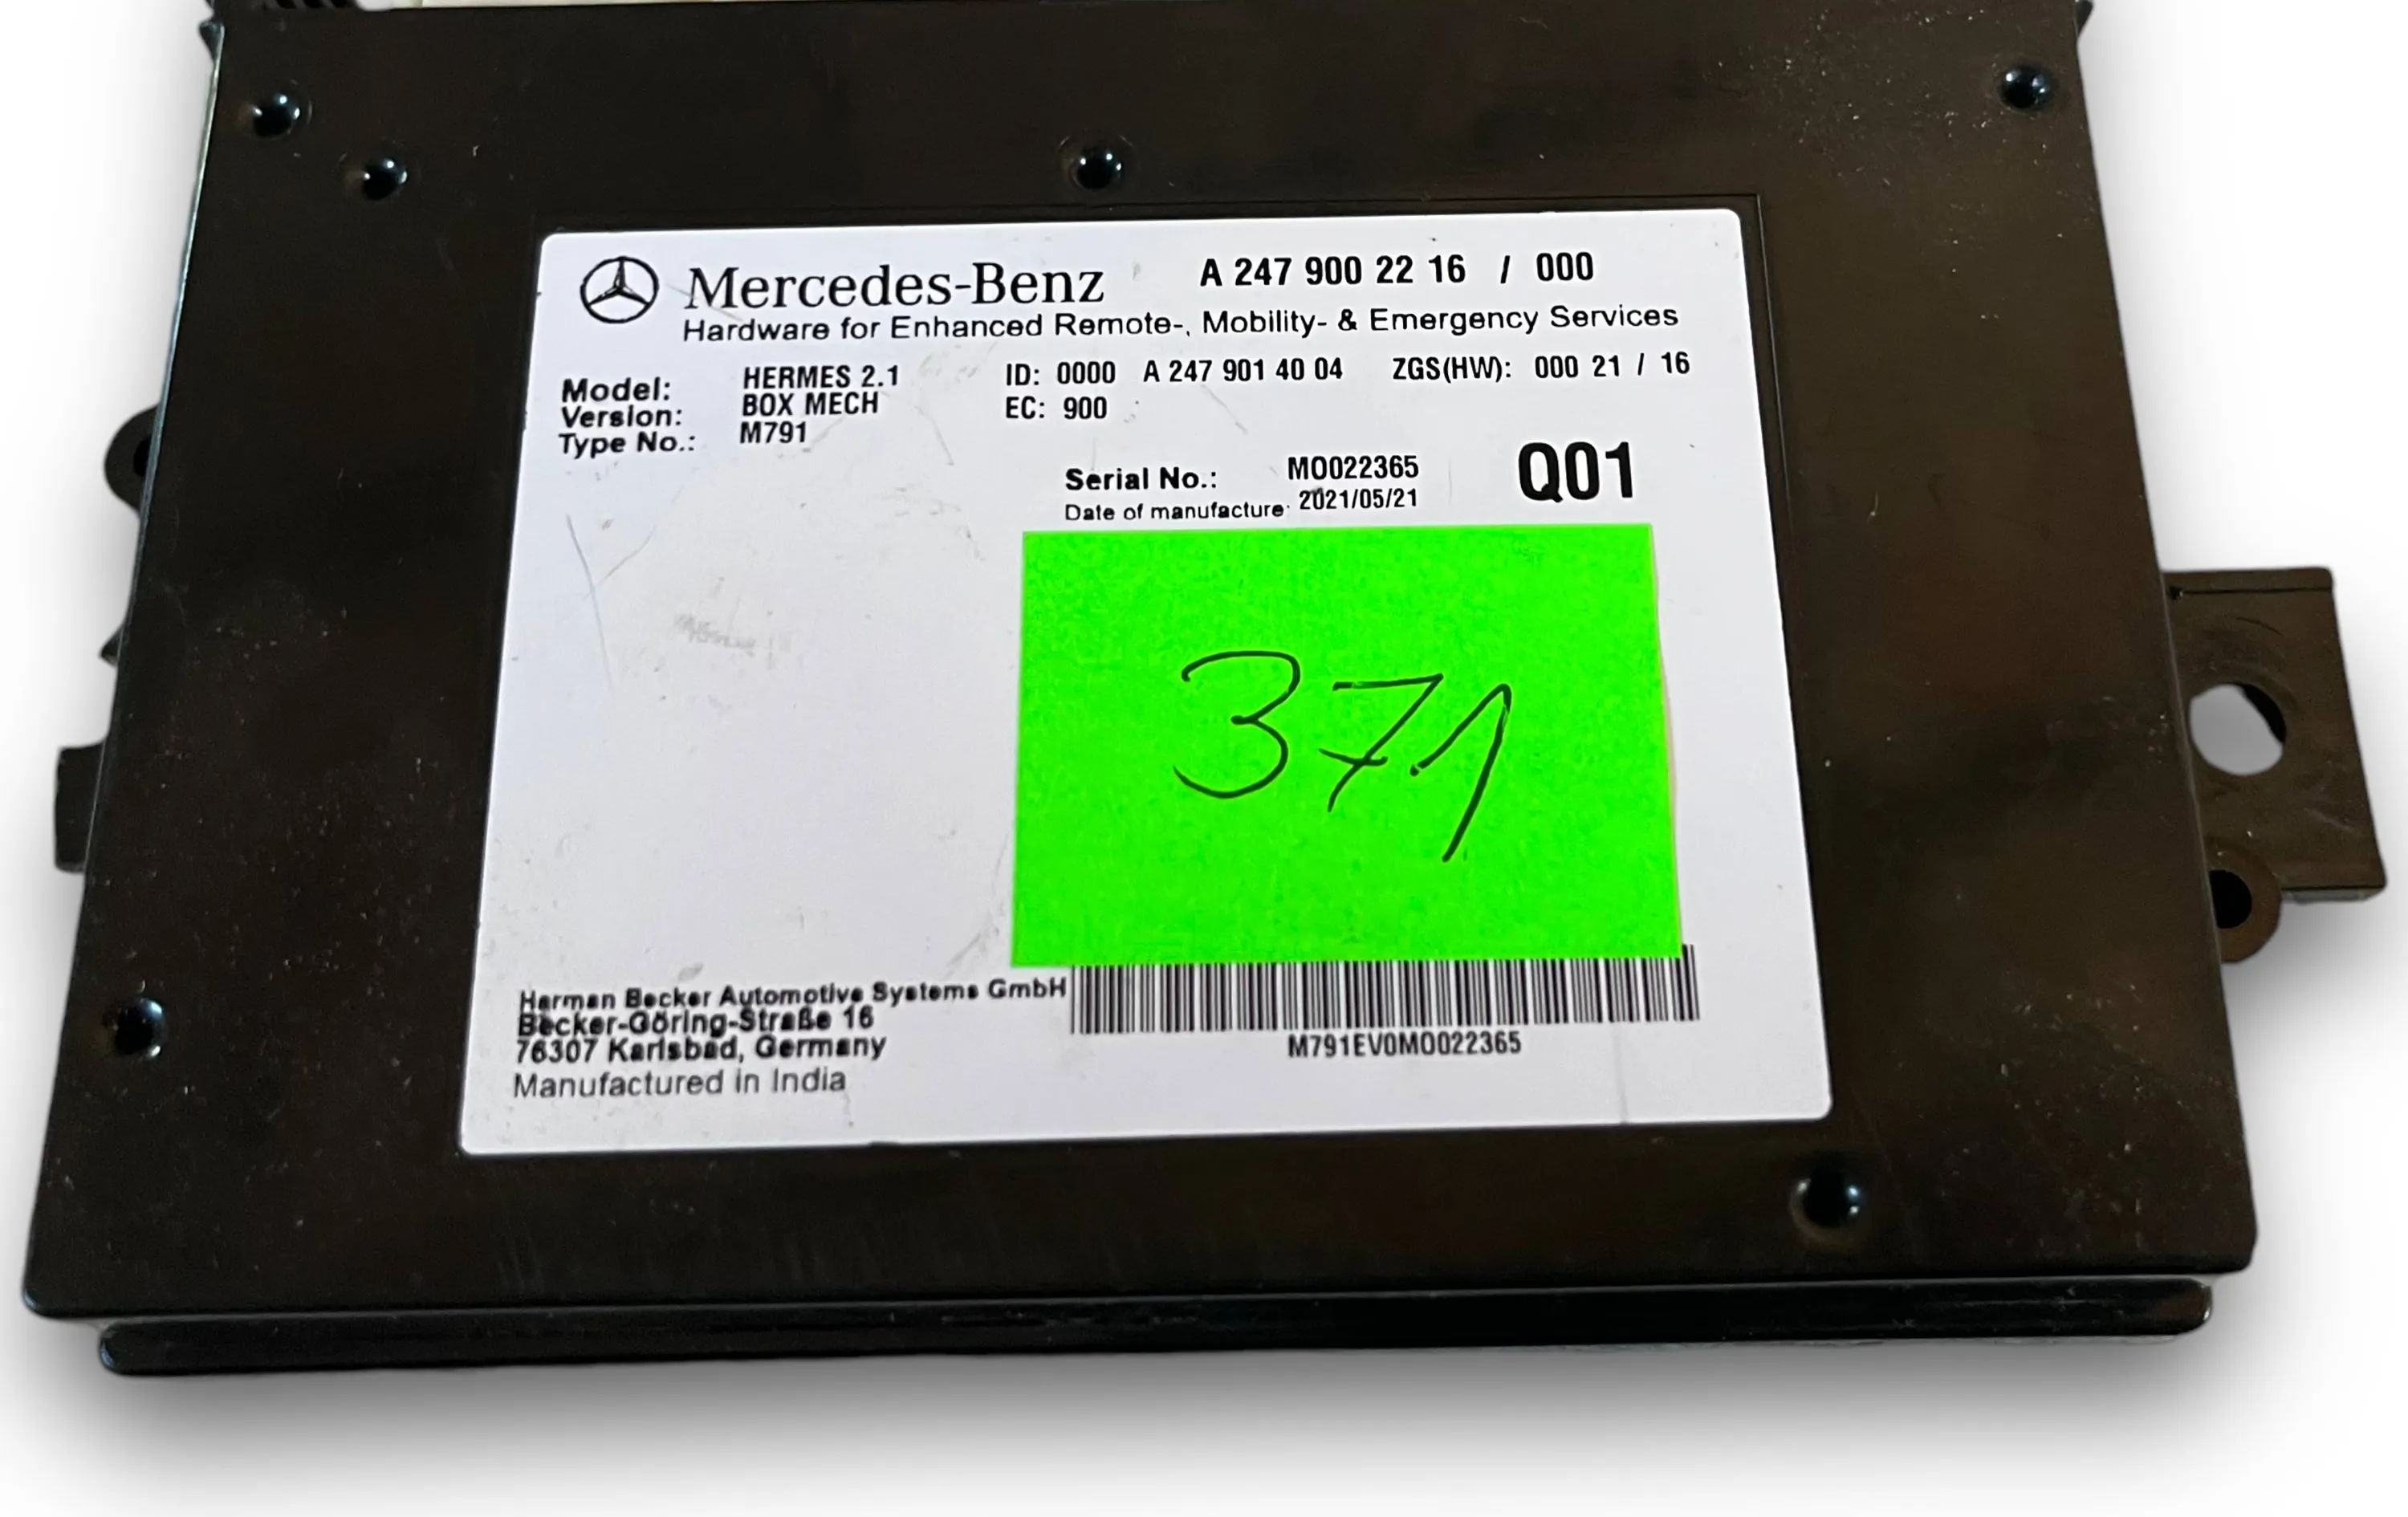 Mercedes-Benz A 247 900 22 16 / 000
Hardware for Enhanced Remote-, Mobility- & Emergency Services
Model: HERMES 2.1 ID: 0000 A 247 901 40 04 ZGS(HW): 000 21 / 16
Version: BOX MECH EC: 900
Type No.: M791
Serial No.: M0022365 Q01
Date of manufacture: 2021/05/21
371
Harman Becker Automotive Systems GmbH
Becker-Göring-Straße 16
76307 Karlsbad, Germany
Manufactured in India
M791EV0M0022365